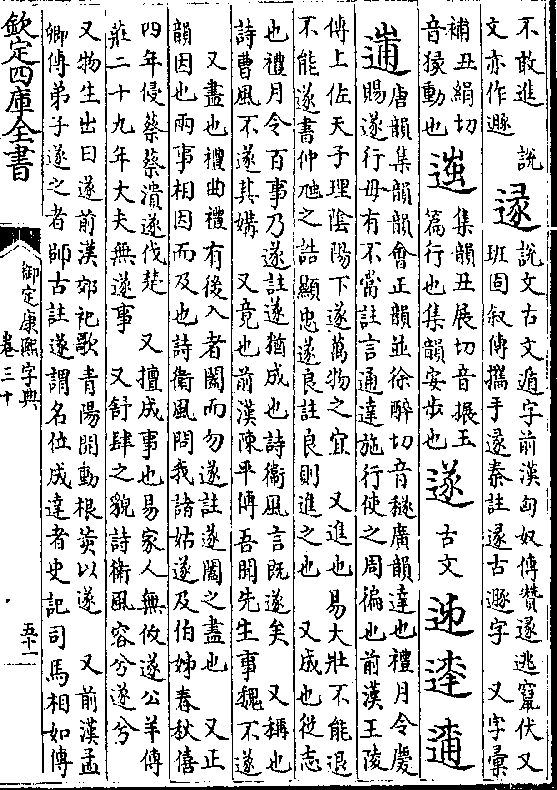 不敢進
文亦作遯 說
逯 說文古文遁字前漢匈奴傳贊逯逃竄伏又
班固叙傳攜手逯秦註逯古遯字 又字彙
補丑絹切
音猭動也
集韻丑展切音搌玉
篇行也集韻安步也
遂 古文
唐韻集韻韻會正韻並徐醉切音穟廣韻達也禮月令慶
賜遂行毋有不當註言通達施行使之周徧也前漢王陵
傳上佐天子理陰陽下遂萬物之宜 又進也易大壯不能退
不能遂書仲虺之誥顯忠遂良註良則進之也 又成也從志
也禮月令百事乃遂註遂猶成也詩衞風言既遂矣 又稱也
詩曹風不遂其媾 又竟也前漢陳平傳吾聞先生事魏不遂
又盡也禮曲禮有後入者闔而勿遂註遂闔之盡也 又正
韻因也兩事相因而及也詩衛風問我諸姑遂及伯姊春秋僖
四年侵蔡蔡潰遂伐楚 又擅成事也易家人無攸遂公羊傳
莊二十九年大夫無遂事 又舒肆之貌詩衛風容兮遂兮
又物生出曰遂前漢郊祀歌青陽開動根荄以遂 又前漢孟
卿傳弟子遂之者師古註遂謂名位成達者史記司馬相如傳
欽定四庫全書
御定康熙字典
卷三十
五十二